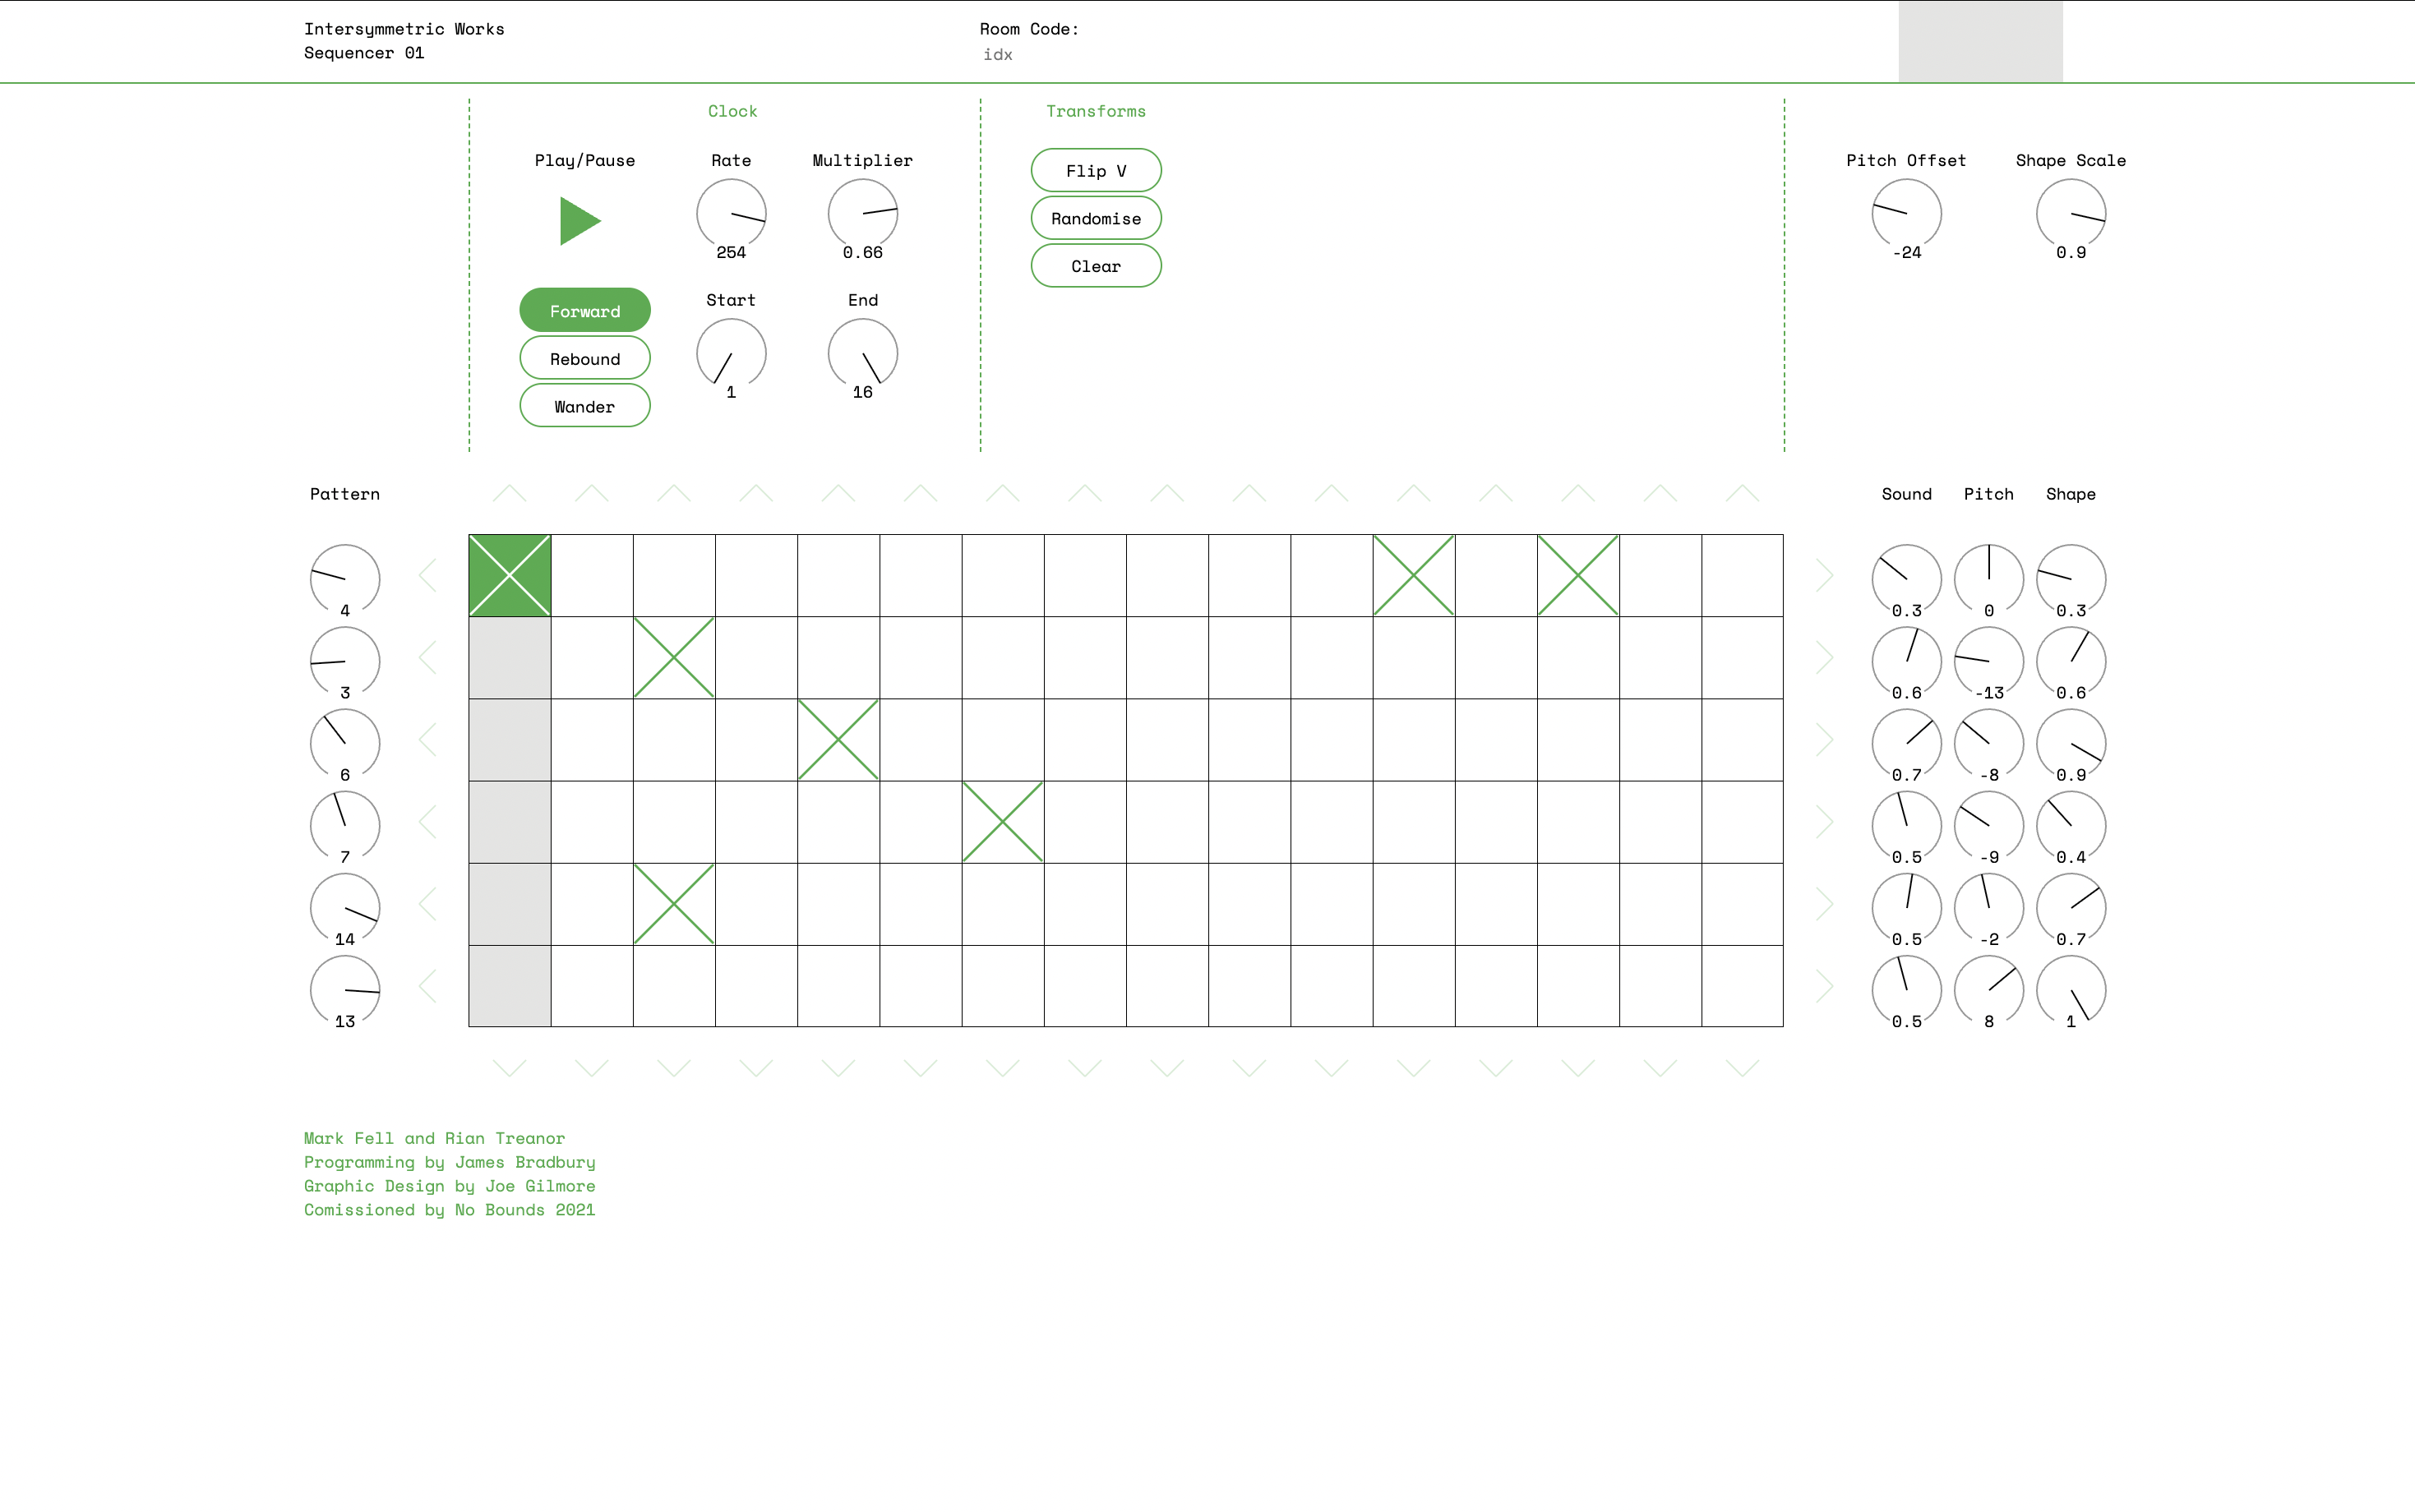 Intersymmetric Works
Sequencer 01
Room Code:
idx
Clock
Transforms
Play/Pause
Rate
Multiplier
Pitch Offset
Shape Scale
Flip V
Randomise
254
0.66
-24
0.9
Clear
Start
End
Forward
Rebound
1
16
Wander
Pattern
Sound
Pitch
Shape
4
0.3
0
0.3
3
0.6
-13
0.6
6
0.7
-8
0.9
7
0.5
-9
0.4
14
0.5
-2
0.7
13
0.5
8
1
Mark Fell and Rian Treanor
Programming by James Bradbury
Graphic Design by Joe Gilmore
Comissioned by No Bounds 2021